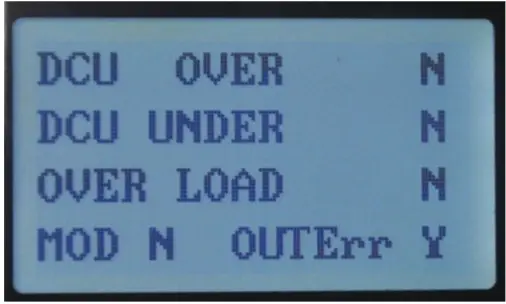 DCU OVER N
DCU UNDER N
OVER LOAD N
MOD N OUTErr Y